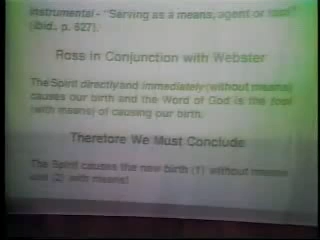 instrumental - "Serving as a means, agent or tool"
(ibid., p. 627).
Ross in Conjunction with Webster
The Spirit directly and immediately (without means)
causes our birth and the Word of God is the tool
(with means) of causing our birth.
Therefore We Must Conclude
The Spirit causes the new birth (1) without means
and (2) with means!